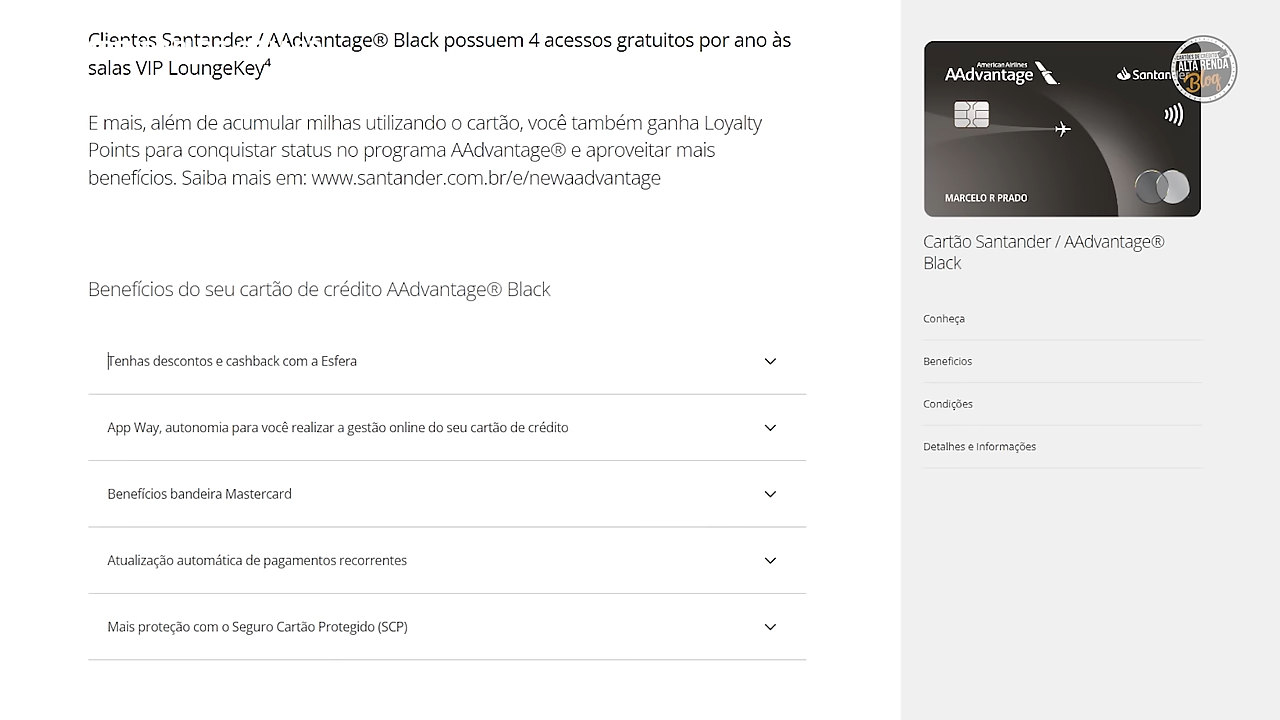 Clientes Santander / AAdvantage® Black possuem 4 acessos gratuitos por ano às
salas VIP LoungeKey⁴
E mais, além de acumular milhas utilizando o cartão, você também ganha Loyalty
Points para conquistar status no programa AAdvantage® e aproveitar mais
benefícios. Saiba mais em: www.santander.com.br/e/newaadvantage
Benefícios do seu cartão de crédito AAdvantage® Black
Tenhas descontos e cashback com a Esfera
App Way, autonomia para você realizar a gestão online do seu cartão de crédito
Benefícios bandeira Mastercard
Atualização automática de pagamentos recorrentes
Mais proteção com o Seguro Cartão Protegido (SCP)
American Airlines
AAdvantage
Santander
CARTÕES DE CRÉDITOS
ALTA RENDA
Blog
MARCELO R PRADO
Cartão Santander / AAdvantage®
Black
Conheça
Beneficios
Condições
Detalhes e Informações